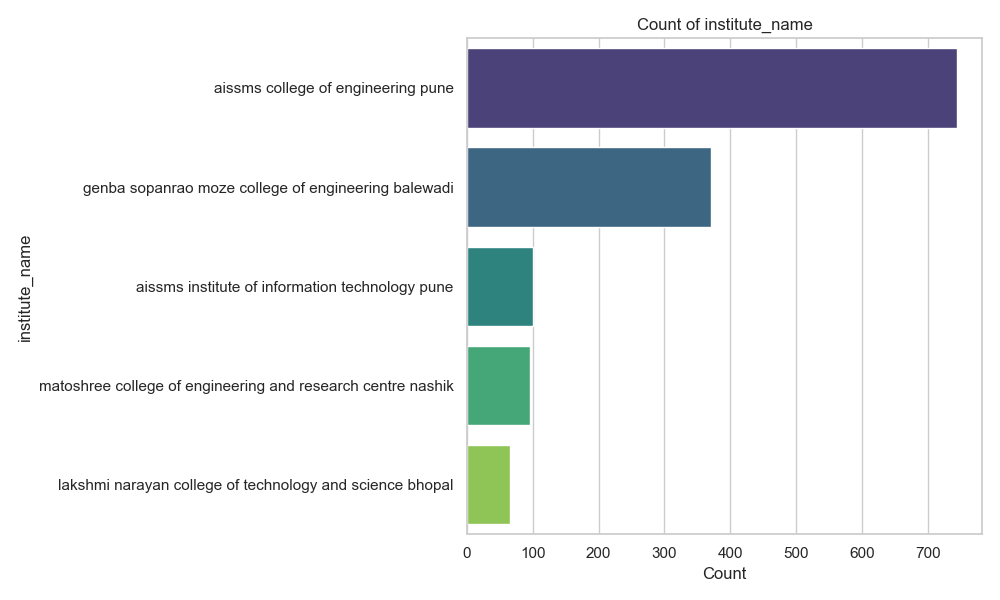 Count of institute_name
aissms college of engineering pune
genba sopanrao moze college of engineering balewadi
aissms institute of information technology pune
matoshree college of engineering and research centre nashik
lakshmi narayan college of technology and science bhopal
institute_name
0 100 200 300 400 500 600 700
Count